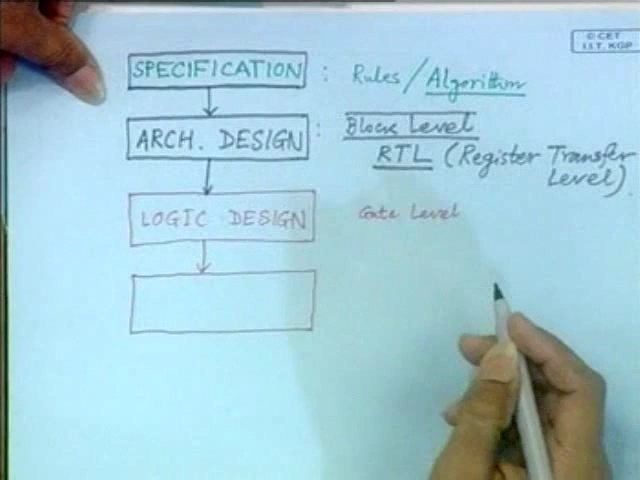 © CET
I.I.T. KGP
SPECIFICATION : Rules / Algorithm
ARCH. DESIGN : Block Level
RTL (Register Transfer
Level).
LOGIC DESIGN Gate Level